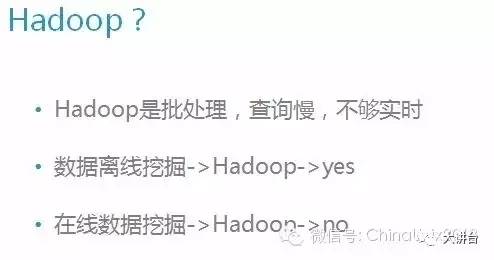 Hadoop？
• Hadoop是批处理，查询慢，不够实时
• 数据离线挖掘->Hadoop->yes
• 在线数据挖掘->Hadoop->no
微信号:
大讲台